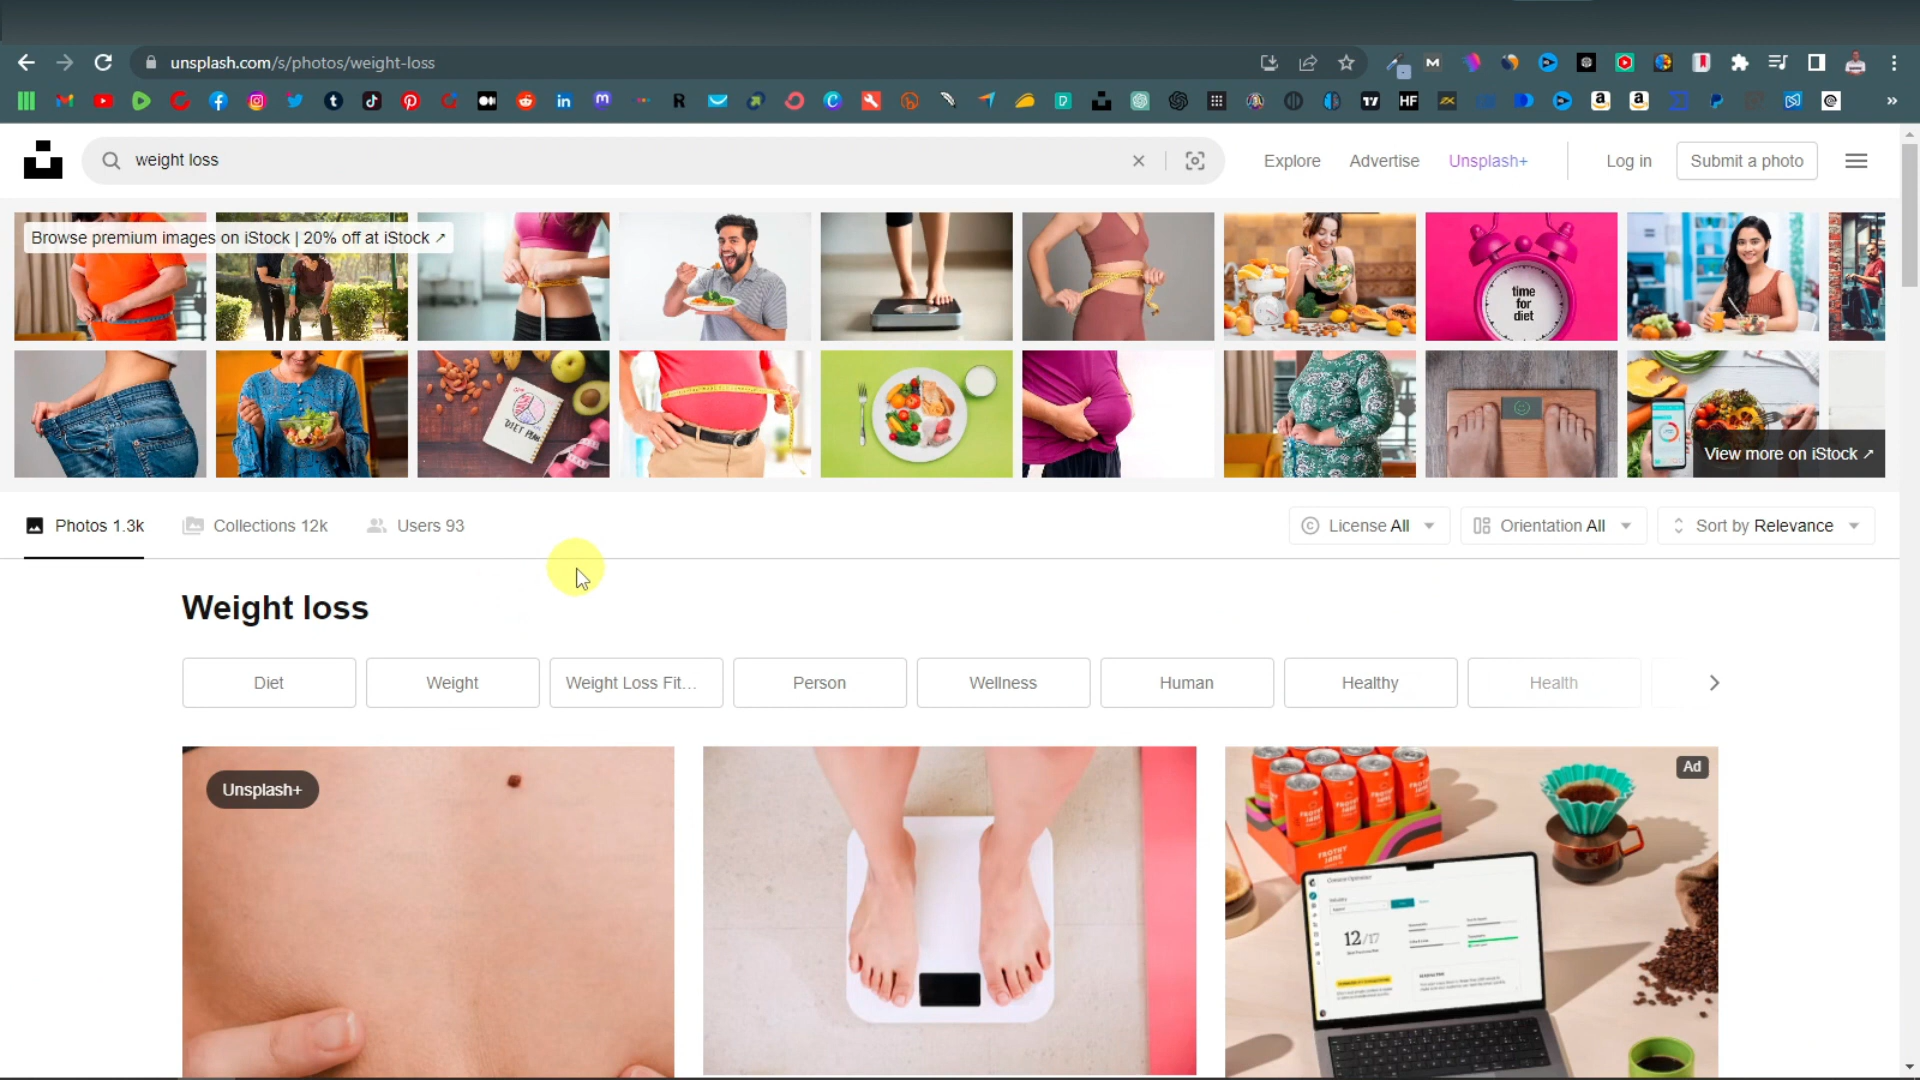 unsplash.com/s/photos/weight-loss
weight loss
Explore
Advertise
Unsplash+
Log in
Submit a photo
Browse premium images on iStock | 20% off at iStock ↗
time
for
diet
DIET PLAN
View more on iStock ↗
Photos 1.3k
Collections 12k
Users 93
License All
Orientation All
Sort by Relevance
Weight loss
Diet
Weight
Weight Loss Fit...
Person
Wellness
Human
Healthy
Health
Unsplash+
Ad
12/17